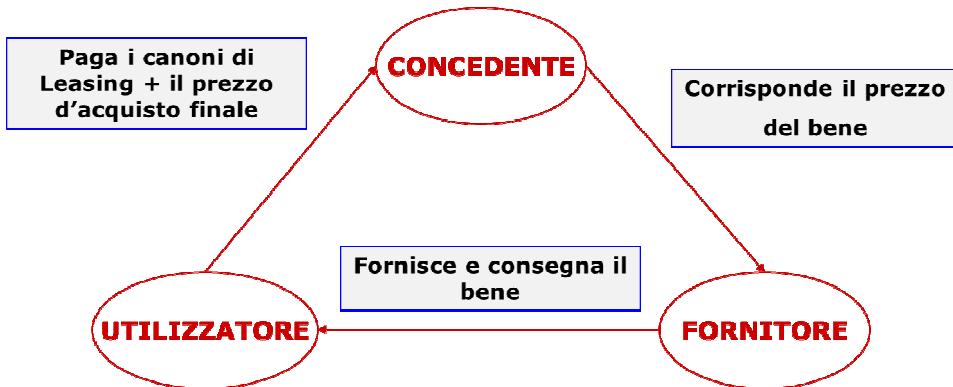 Paga i canoni di
Leasing + il prezzo
d’acquisto finale
CONCEDENTE
Corrisponde il prezzo
del bene
Fornisce e consegna il
bene
UTILIZZATORE
FORNITORE